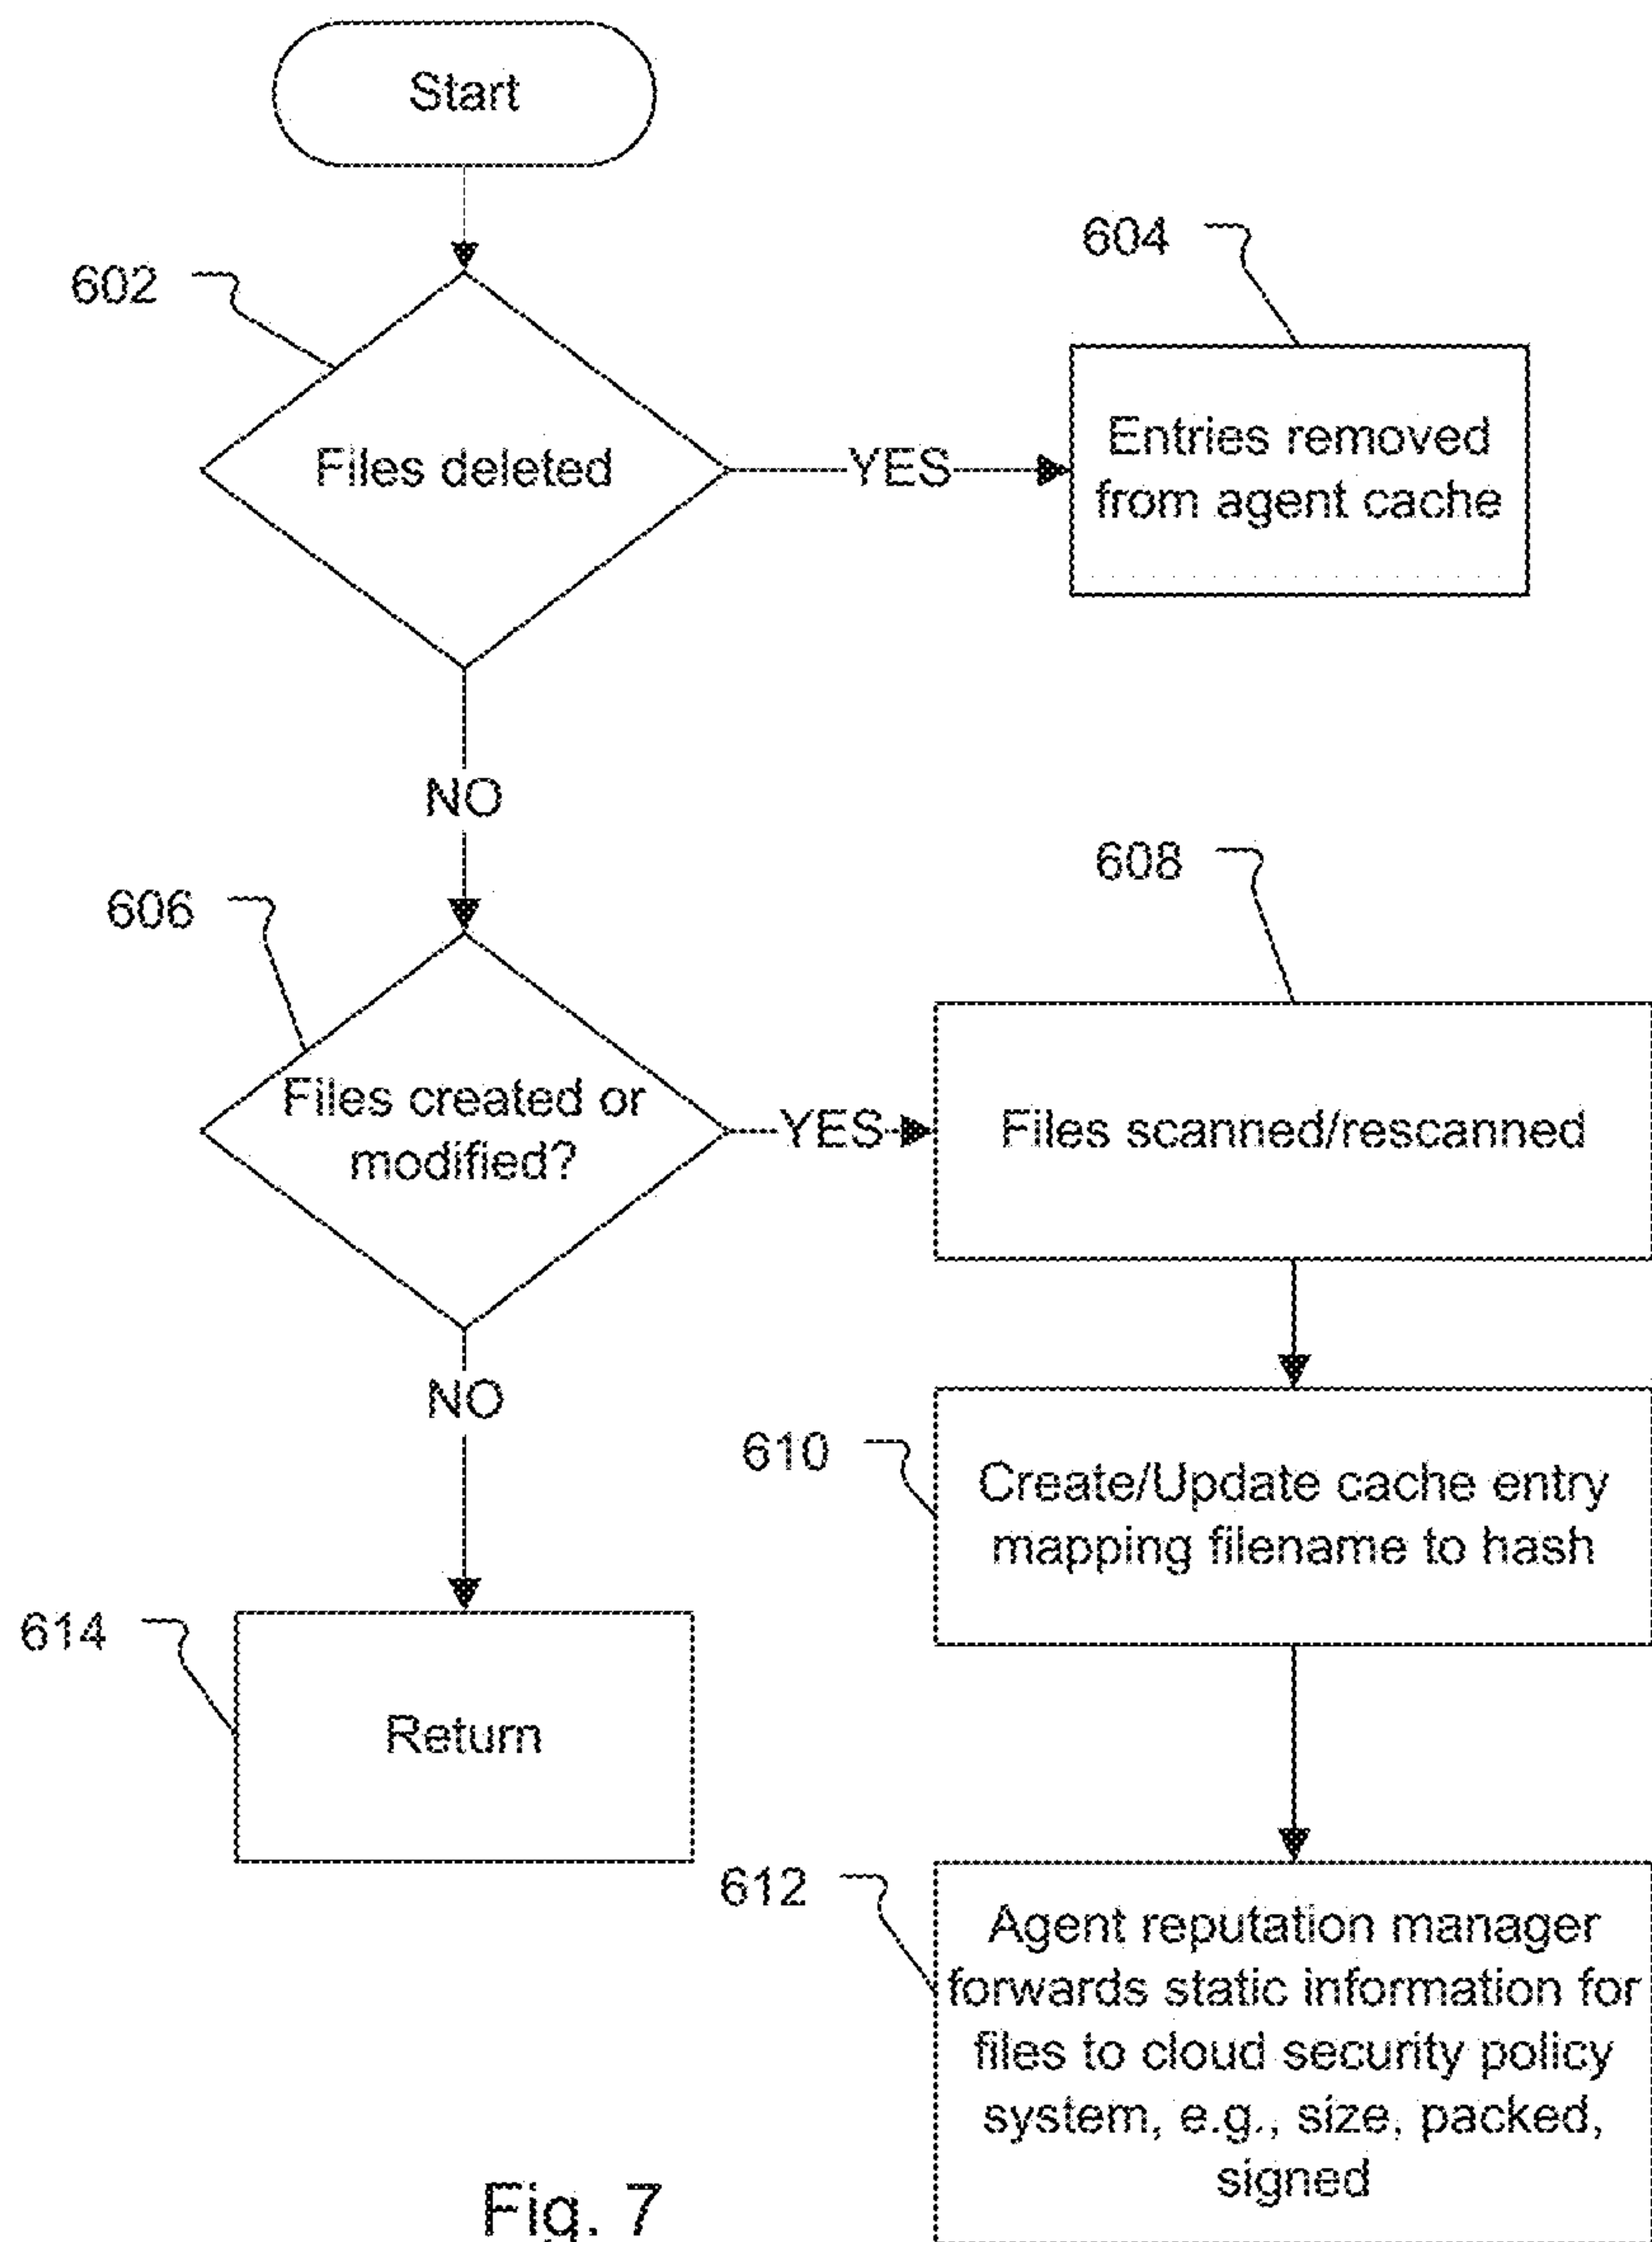 Start
602
604
Files deleted
YES
Entries removed
from agent cache
NO
606
608
Files created or
modified?
YES
Files scanned/rescanned
NO
610
Create/Update cache entry
mapping filename to hash
614
Return
612
Agent reputation manager
forwards static information for
files to cloud security policy
system, e.g., size, packed,
signed
Fig. 7